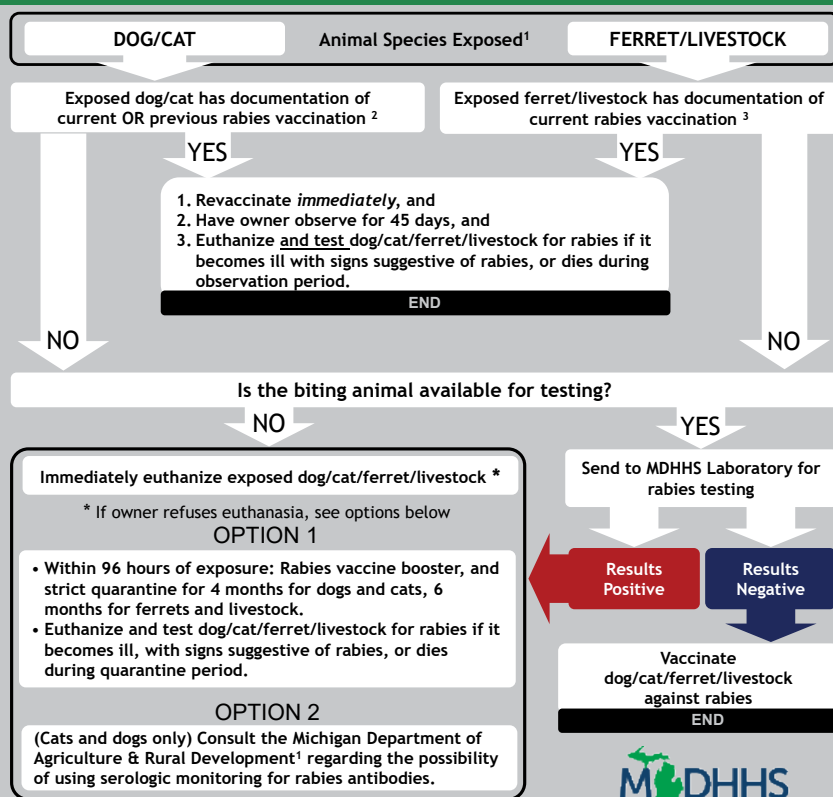 DOG/CAT
Animal Species Exposed¹
FERRET/LIVESTOCK
Exposed dog/cat has documentation of
current OR previous rabies vaccination ²
Exposed ferret/livestock has documentation of
current rabies vaccination ³
YES
YES
1. Revaccinate immediately, and
2. Have owner observe for 45 days, and
3. Euthanize and test dog/cat/ferret/livestock for rabies if it
becomes ill with signs suggestive of rabies, or dies during
observation period.
END
NO
NO
Is the biting animal available for testing?
NO
YES
Immediately euthanize exposed dog/cat/ferret/livestock *
* If owner refuses euthanasia, see options below
OPTION 1
• Within 96 hours of exposure: Rabies vaccine booster, and
strict quarantine for 4 months for dogs and cats, 6
months for ferrets and livestock.
• Euthanize and test dog/cat/ferret/livestock for rabies if it
becomes ill, with signs suggestive of rabies, or dies
during quarantine period.
OPTION 2
(Cats and dogs only) Consult the Michigan Department of
Agriculture & Rural Development¹ regarding the possibility
of using serologic monitoring for rabies antibodies.
Send to MDHHS Laboratory for
rabies testing
Results
Positive
Results
Negative
Vaccinate
dog/cat/ferret/livestock
against rabies
END
MDHHS